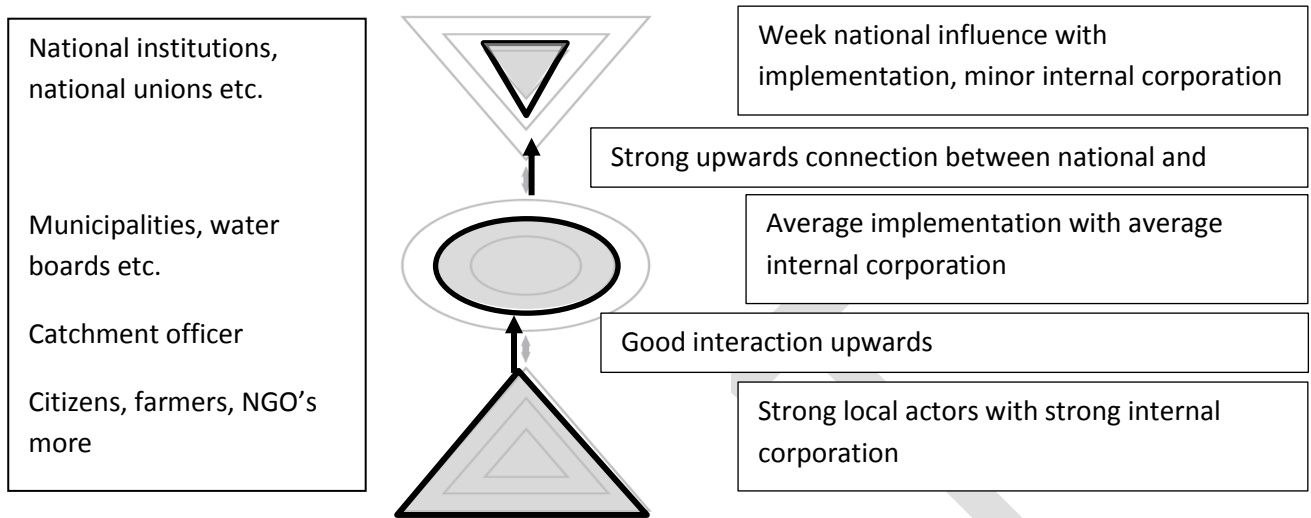 National institutions,
national unions etc.
Municipalities, water
boards etc.
Catchment officer
Citizens, farmers, NGO's
more
Week national influence with
implementation, minor internal corporation
Strong upwards connection between national and
Average implementation with average
internal corporation
Good interaction upwards
Strong local actors with strong internal
corporation